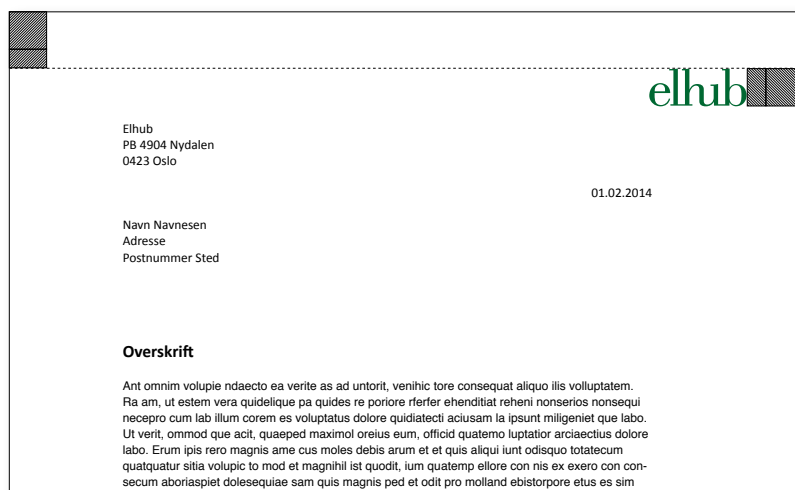 elhub
Elhub
PB 4904 Nydalen
0423 Oslo
01.02.2014
Navn Navnesen
Adresse
Postnummer Sted
Overskrift
Ant omnim volupie ndaecto ea verite as ad untorit, venihic tore consequat aliquo ilis volluptatem.
Ra am, ut estem vera quidelique pa quides re poriore rferfer ehenditiat reheni nonserios nonsequi
necepro cum lab illum corem es voluptatus dolore quidiatecti aciusam la ipsunt miligeniet que labo.
Ut verit, ommod que acit, quaeped maximol oreius eum, officid quatemo luptatior arciaectius dolore
labo. Erum ipis rero magnis ame cus moles debis arum et et quis aliqui iunt odisquo totatecum
quatquatur sitia volupic to mod et magnihil ist quodit, ium quatemp ellore con nis ex exero con con-
secum aboriaspiet dolesequiae sam quis magnis ped et odit pro molland ebistorpore etus es sim